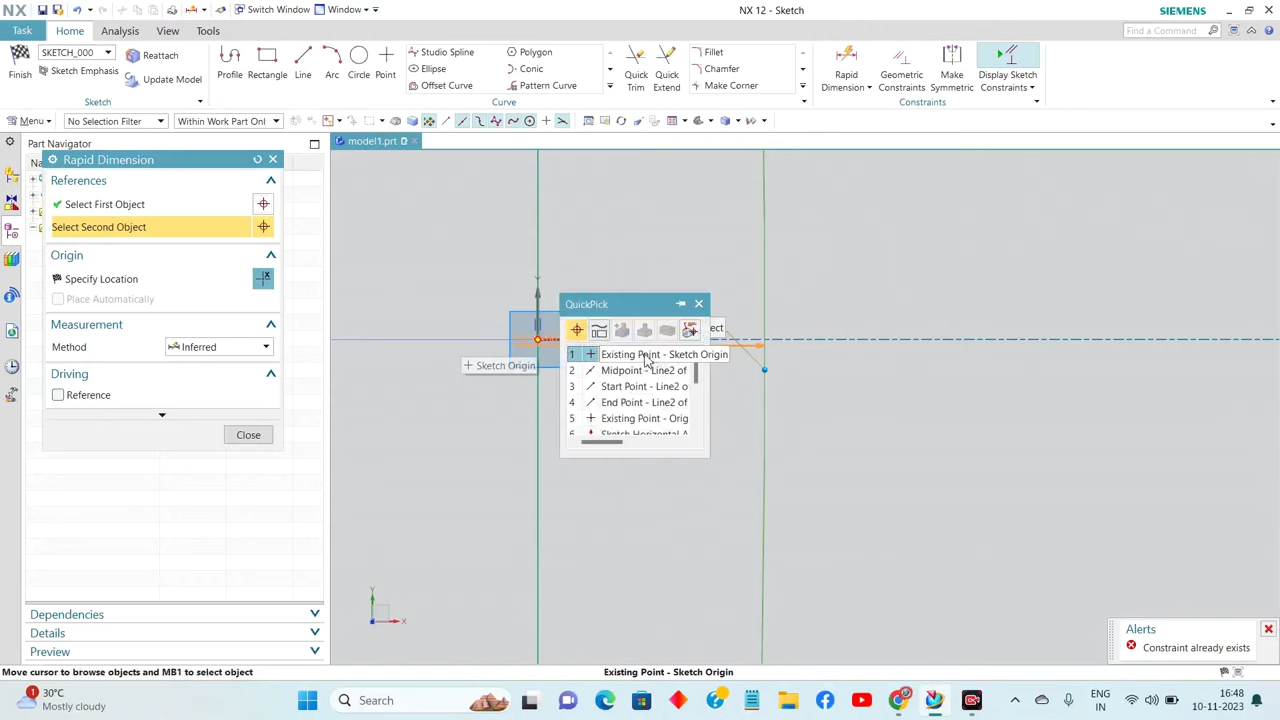 NX Switch Window Window NX 12 - Sketch SIEMENS
Task Home Analysis View Tools Find a Command
SKETCH_000 Reattach
Sketch Emphasis Update Model
Finish Profile Rectangle Line Arc Circle Point
Studio Spline Polygon
Ellipse Conic
Offset Curve Pattern Curve
Quick Trim Quick Extend
Fillet
Chamfer
Make Corner
Rapid Dimension Geometric Constraints Make Symmetric Display Sketch Constraints
Sketch Curve Constraints
Menu No Selection Filter Within Work Part Onl
Part Navigator model1.prt
Rapid Dimension
References
Select First Object
Select Second Object
Origin
Specify Location
Place Automatically
Measurement
Method Inferred
Driving
Reference
Close
Y
QuickPick
ect
1 Existing Point - Sketch Origin
2 Midpoint - Line2 of
3 Start Point - Line2 o
4 End Point - Line2 of
5 Existing Point - Orig
6 Sketch Horizontal A
Sketch Origin
Y
X
Dependencies
Details
Preview
Alerts
Constraint already exists
Move cursor to browse objects and MB1 to select object Existing Point - Sketch Origin
1 30°C
Mostly cloudy
Search
ENG
IN
16:48
10-11-2023